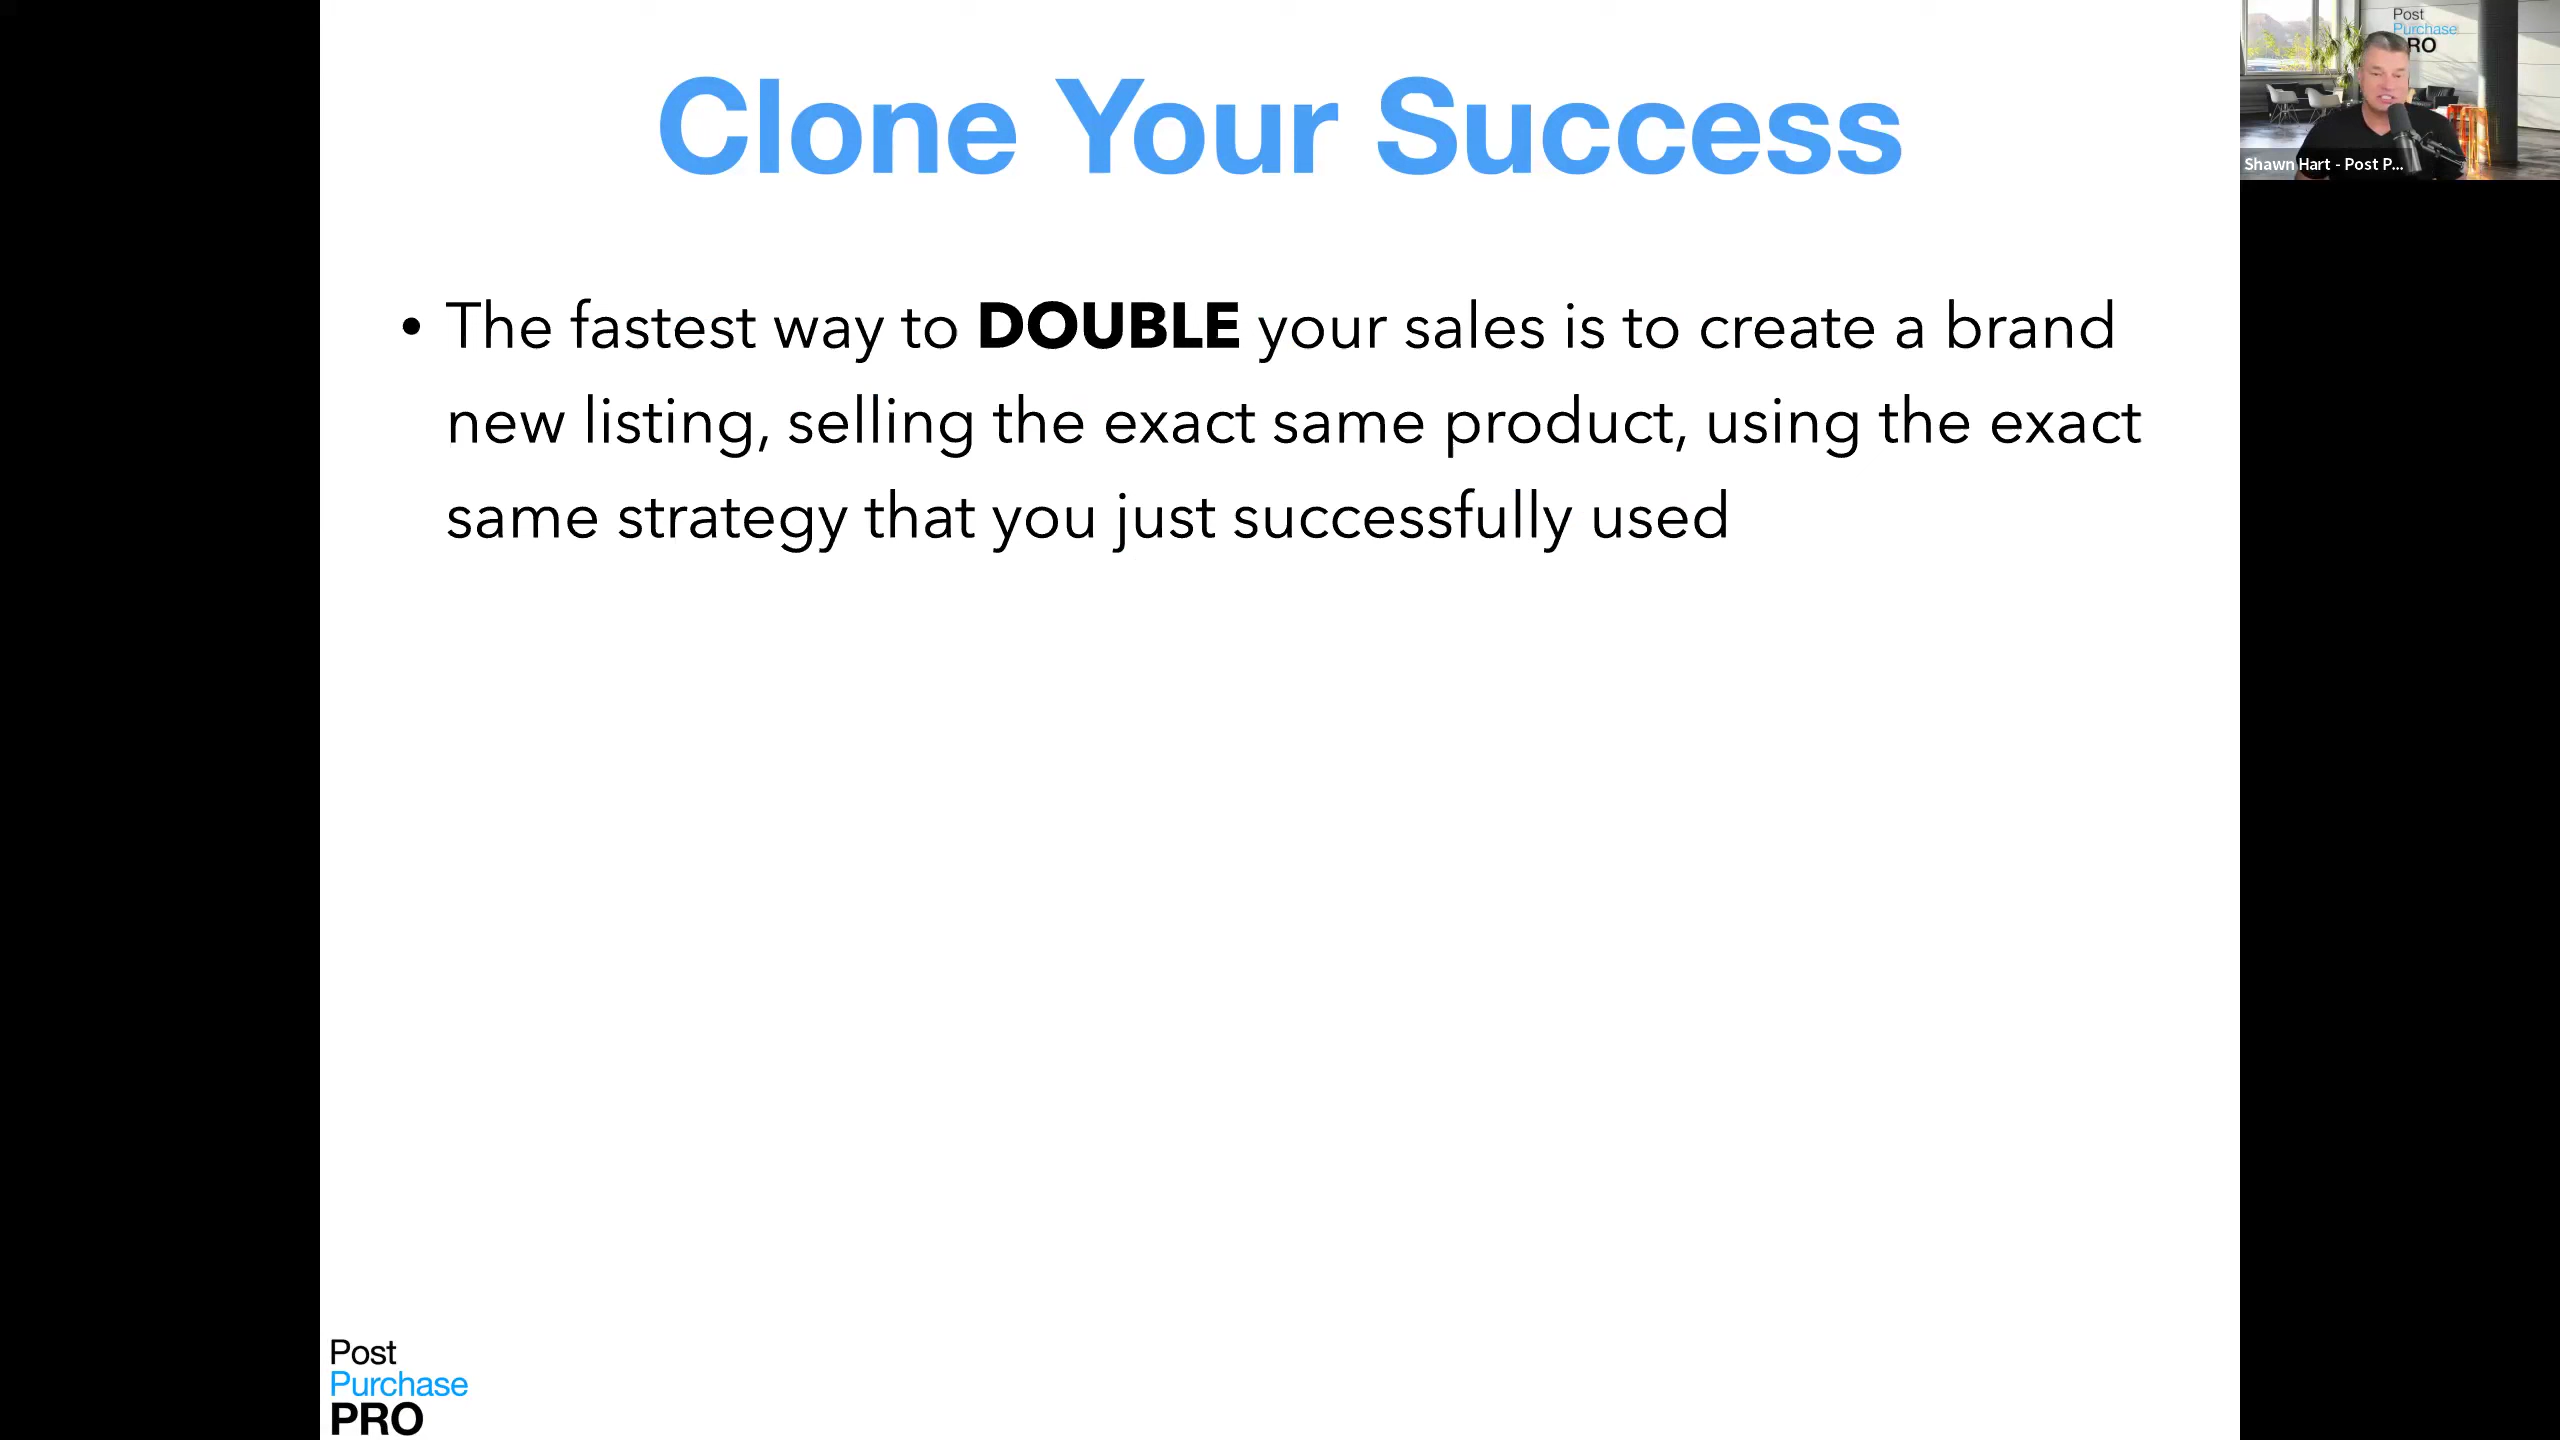 Clone Your Success
• The fastest way to DOUBLE your sales is to create a brand
new listing, selling the exact same product, using the exact
same strategy that you just successfully used
Post
Purchase
PRO
Post
Purchase
RO
Shawn Hart - Post P...